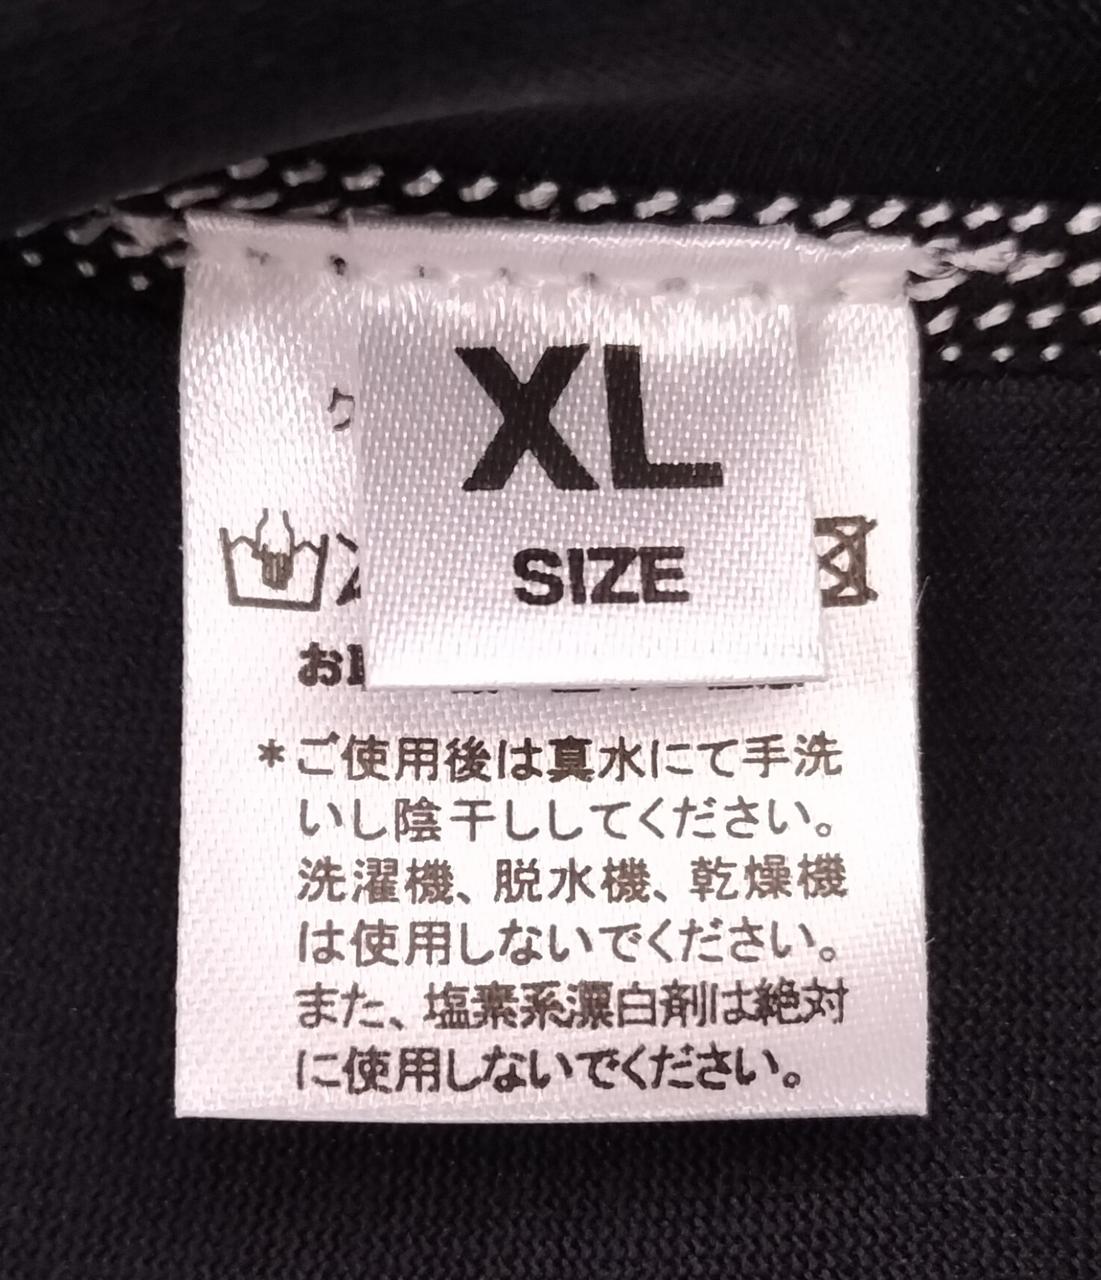 XL
SIZE
*ご使用後は真水にて手洗
いし陰干ししてください。
洗濯機、脱水機、乾燥機
は使用しないでください。
また、塩素系漂白剤は絶対
に使用しないでください。